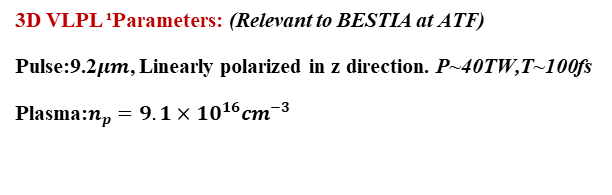 3D VLPL ¹Parameters: (Relevant to BESTIA at ATF)
Pulse:9.2μm, Linearly polarized in z direction. P~40TW,T~100fs
Plasma:nₚ = 9.1 × 10¹⁶cm⁻³